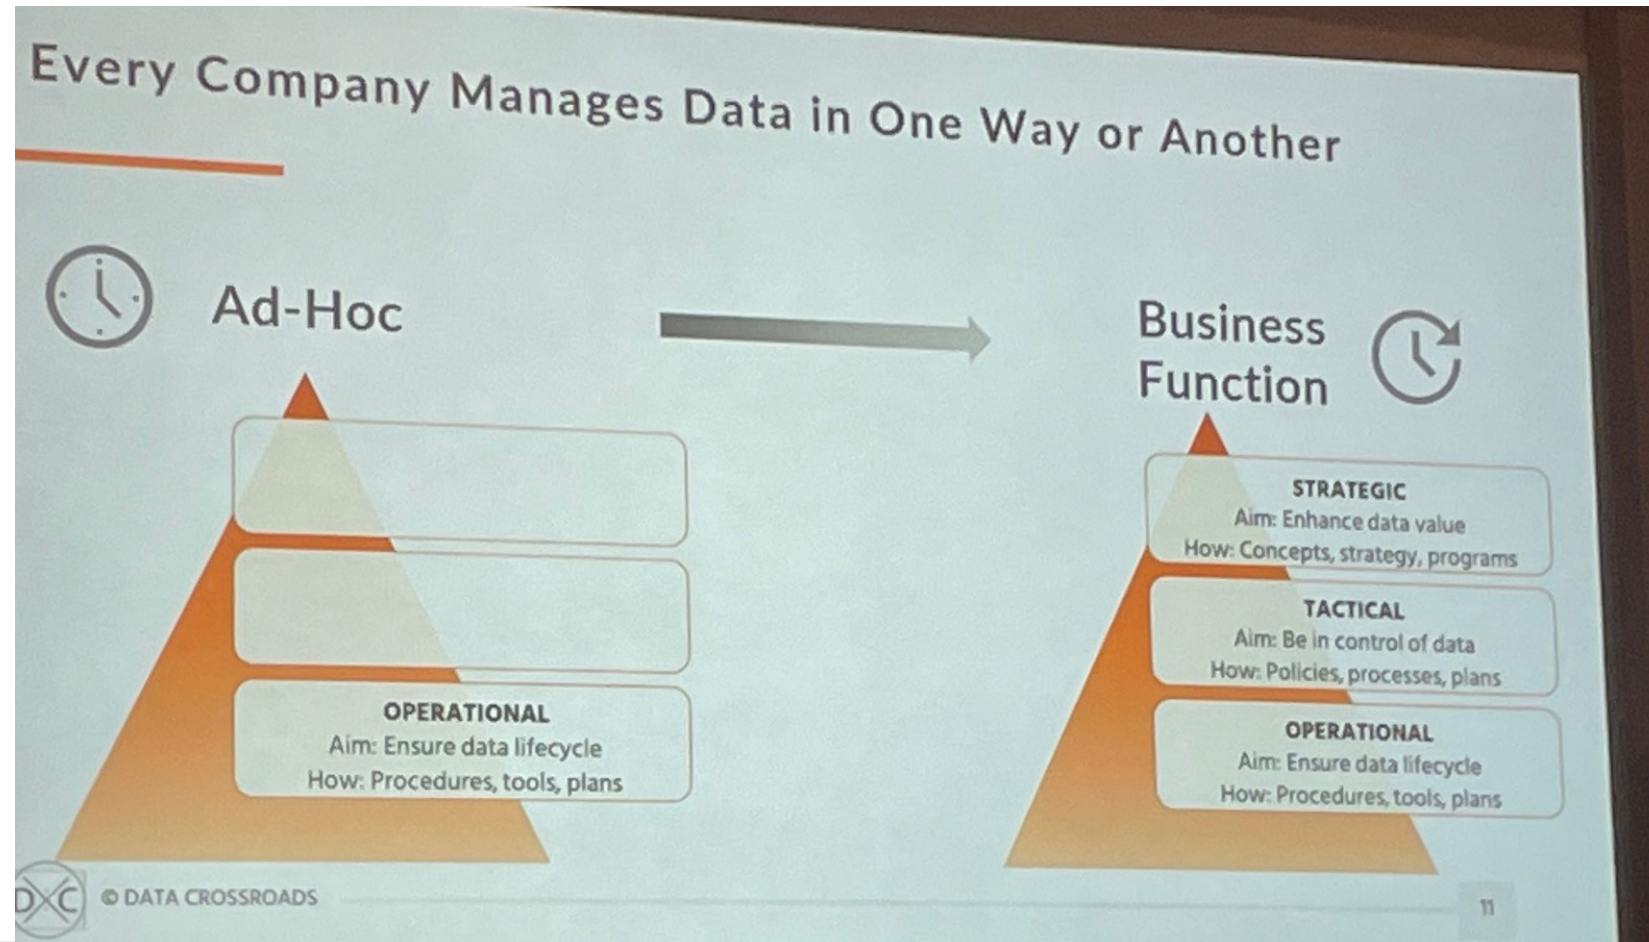 Every Company Manages Data in One Way or Another
Ad-Hoc
Business
Function
OPERATIONAL
Aim: Ensure data lifecycle
How: Procedures, tools, plans
STRATEGIC
Aim: Enhance data value
How: Concepts, strategy, programs
TACTICAL
Aim: Be in control of data
How: Policies, processes, plans
OPERATIONAL
Aim: Ensure data lifecycle
How: Procedures, tools, plans
DXC
© DATA CROSSROADS
11